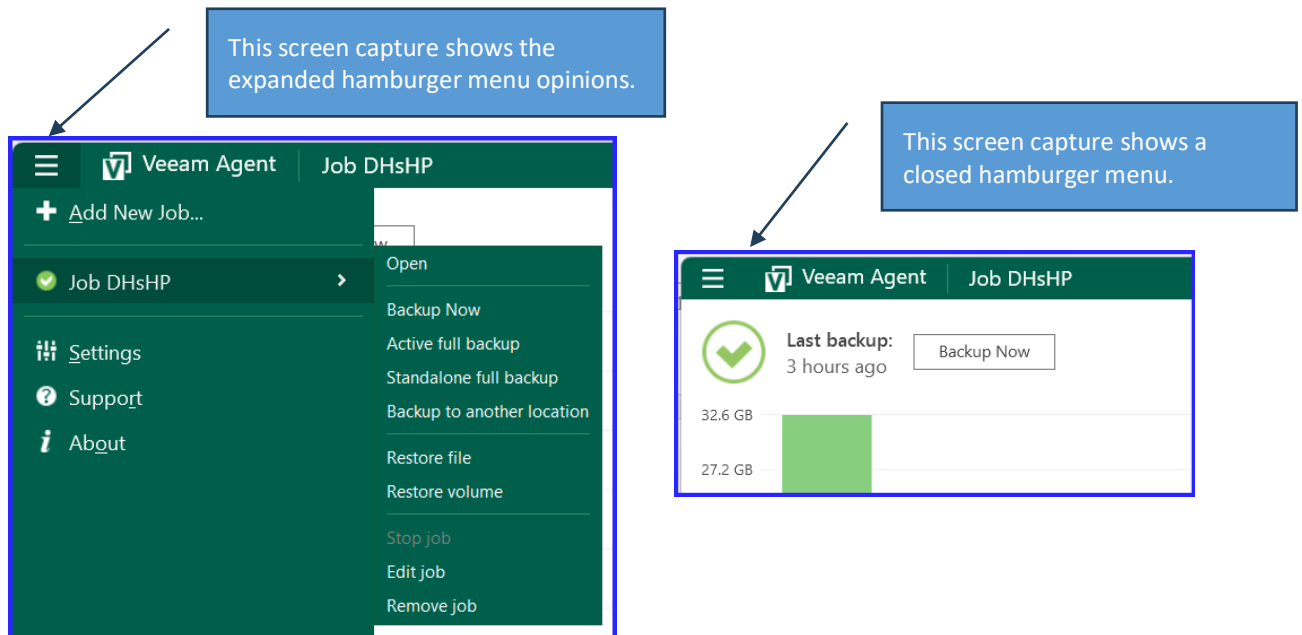 This screen capture shows the
expanded hamburger menu opinions.
This screen capture shows a
closed hamburger menu.
Veeam Agent
Job DHsHP
Add New Job...
Job DHsHP
Settings
Support
About
Open
Backup Now
Active full backup
Standalone full backup
Backup to another location
Restore file
Restore volume
Stop job
Edit job
Remove job
Veeam Agent
Job DHsHP
Last backup:
3 hours ago
Backup Now
32.6 GB
27.2 GB